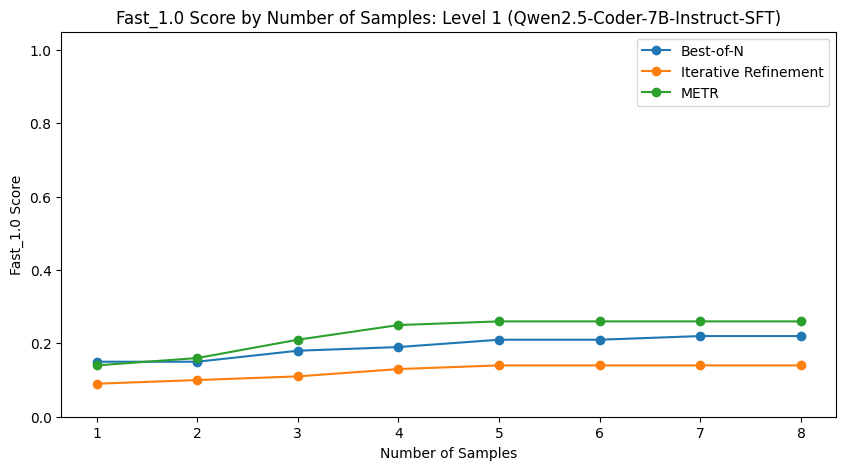 Fast_1.0 Score by Number of Samples: Level 1 (Qwen2.5-Coder-7B-Instruct-SFT)
Best-of-N
Iterative Refinement
METR
Fast_1.0 Score
1.0
0.8
0.6
0.4
0.2
0.0
1 2 3 4 5 6 7 8
Number of Samples